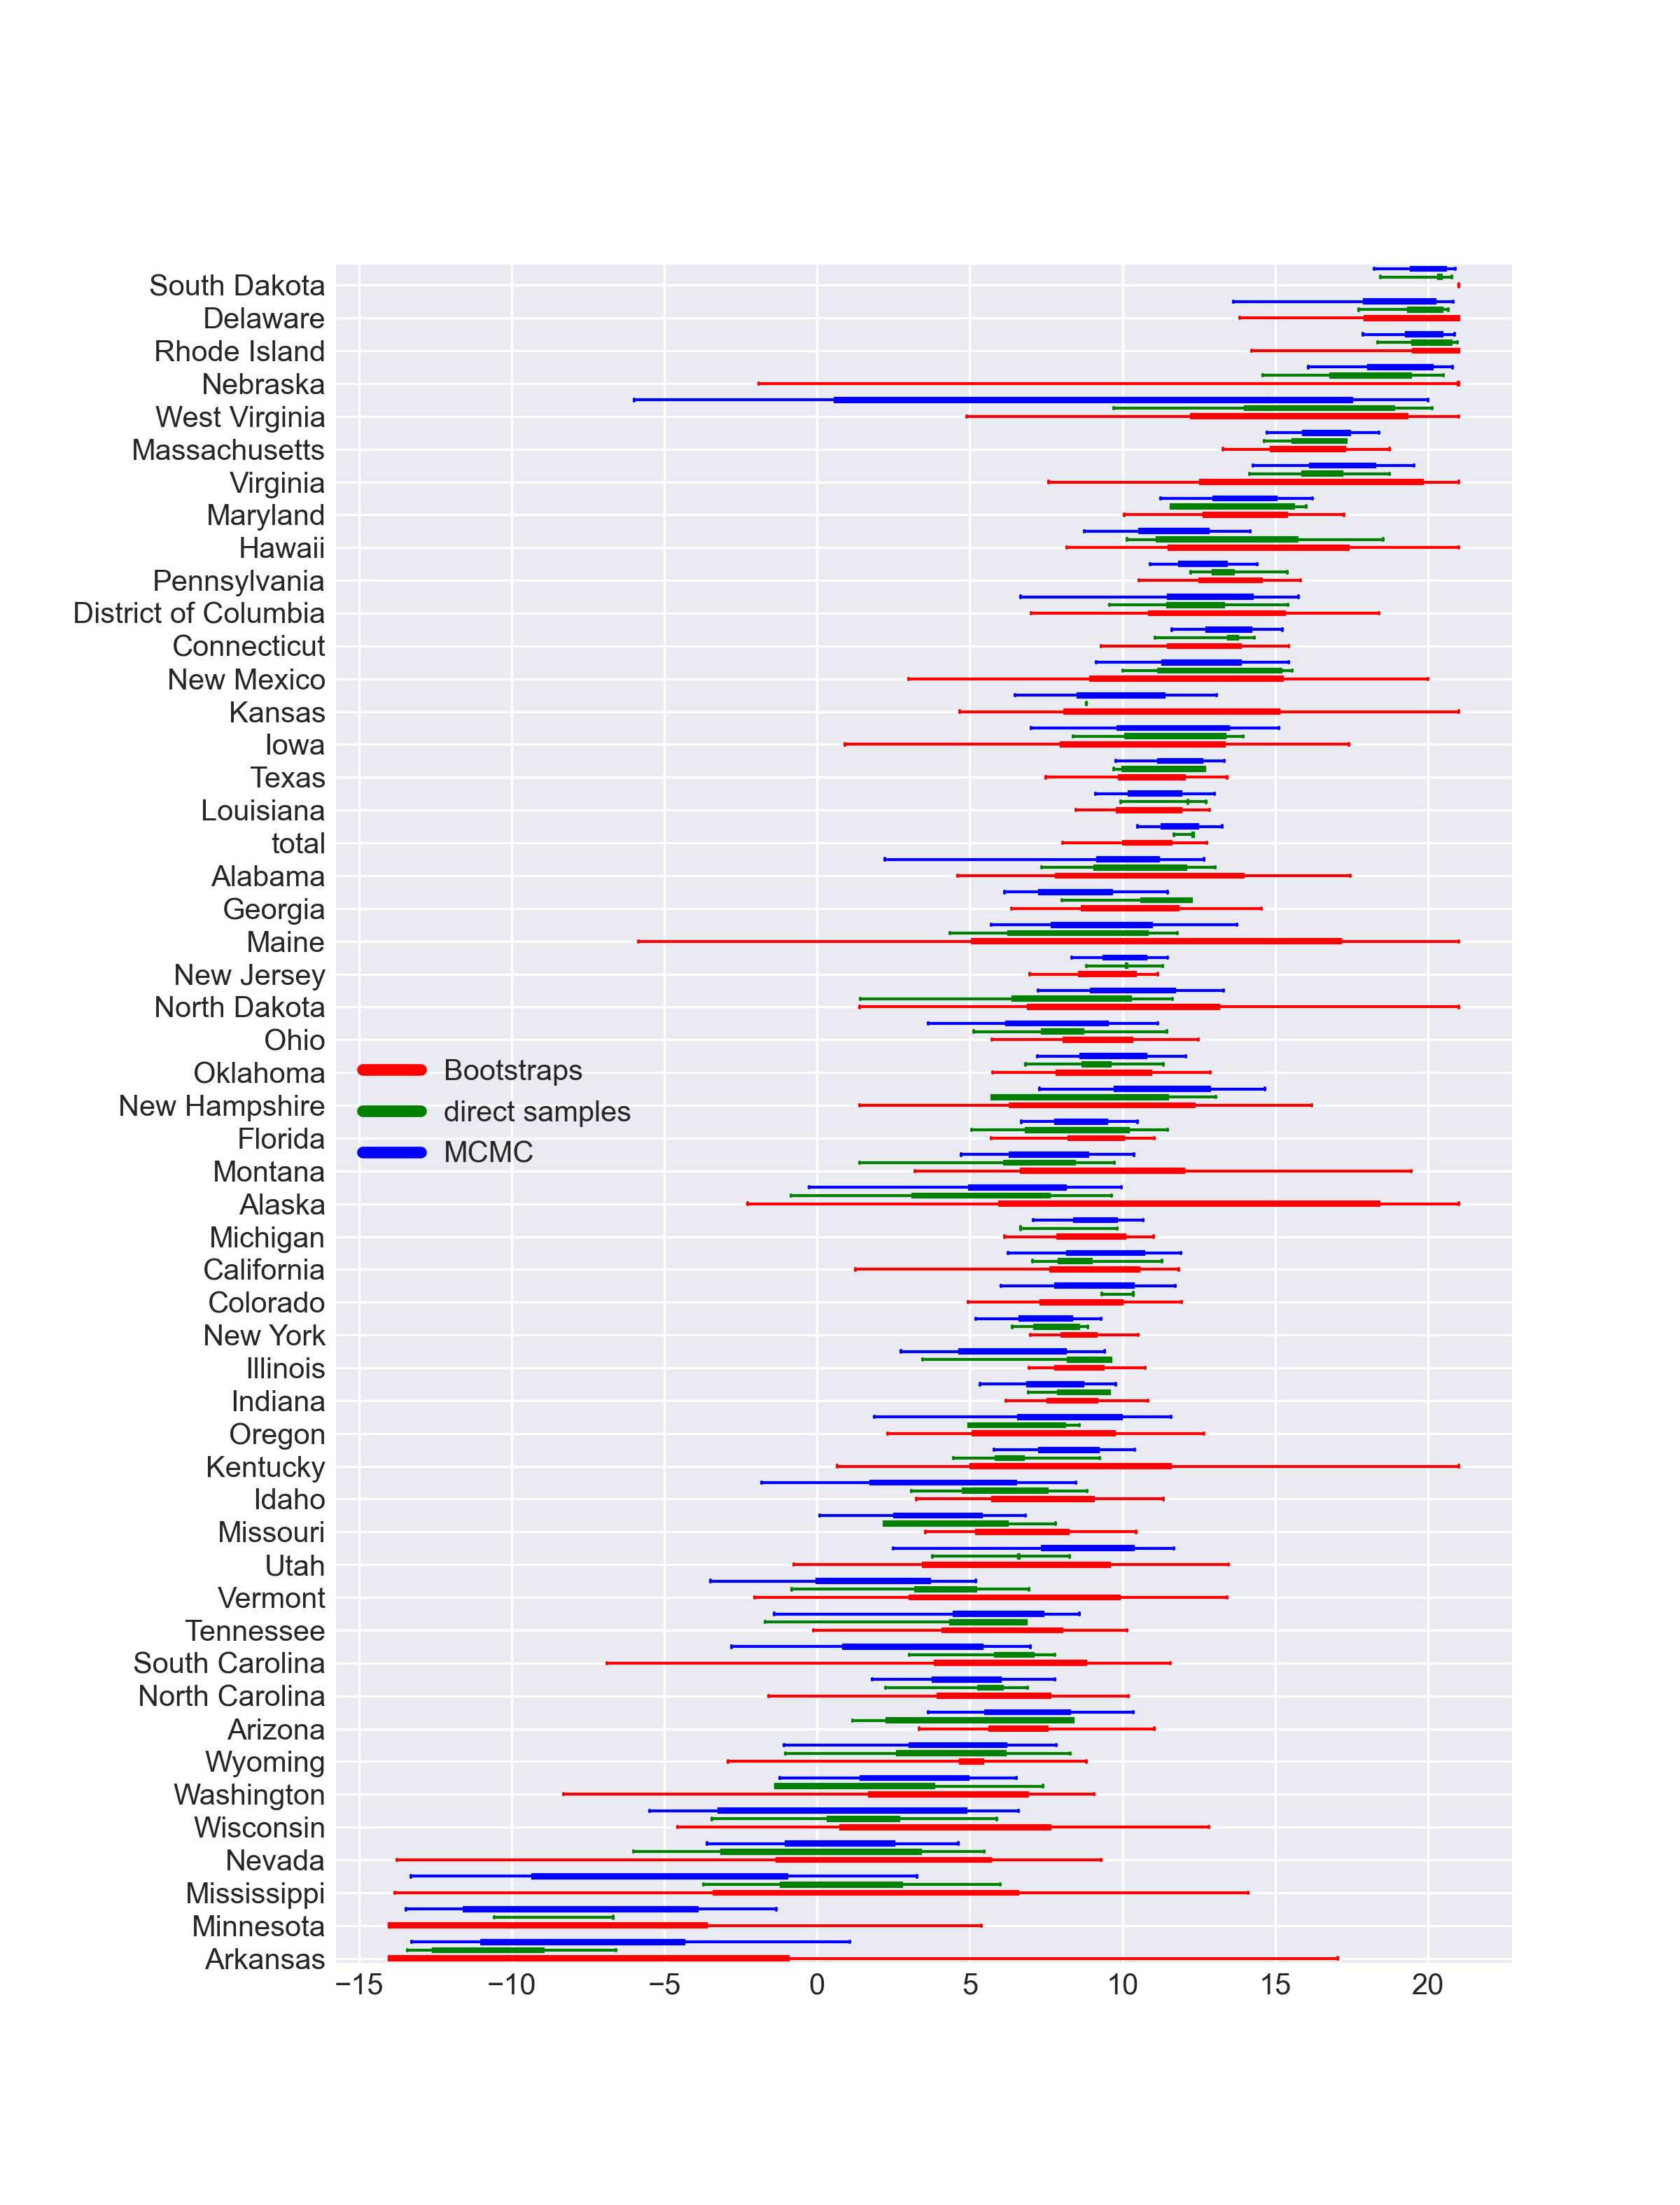 South Dakota
Delaware
Rhode Island
Nebraska
West Virginia
Massachusetts
Virginia
Maryland
Hawaii
Pennsylvania
District of Columbia
Connecticut
New Mexico
Kansas
Iowa
Texas
Louisiana
total
Alabama
Georgia
Maine
New Jersey
North Dakota
Ohio
Oklahoma
New Hampshire
Florida
Montana
Alaska
Michigan
California
Colorado
New York
Illinois
Indiana
Oregon
Kentucky
Idaho
Missouri
Utah
Vermont
Tennessee
South Carolina
North Carolina
Arizona
Wyoming
Washington
Wisconsin
Nevada
Mississippi
Minnesota
Arkansas
Bootstraps
direct samples
MCMC
−15 −10 −5 0 5 10 15 20